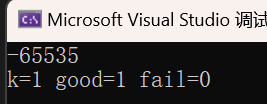 C:\
Microsoft Visual Studio 调试
-65535
k=1 good=1 fail=0